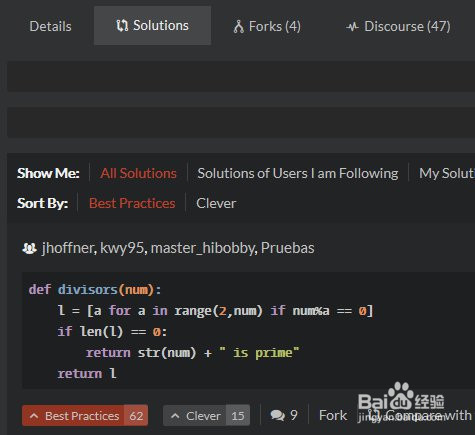 Details Solutions Forks (4) Discourse (47)
Show Me: All Solutions Solutions of Users I am Following My Solut
Sort By: Best Practices Clever
jhoffner, kwy95, master_hibobby, Pruebas
def divisors(num):
l = [a for a in range(2,num) if num%a == 0]
if len(l) == 0:
return str(num) + " is prime"
return l
Best Practices 62 Clever 15 9 Fork Compare with
Baidu 经验
jingyan.baidu.com